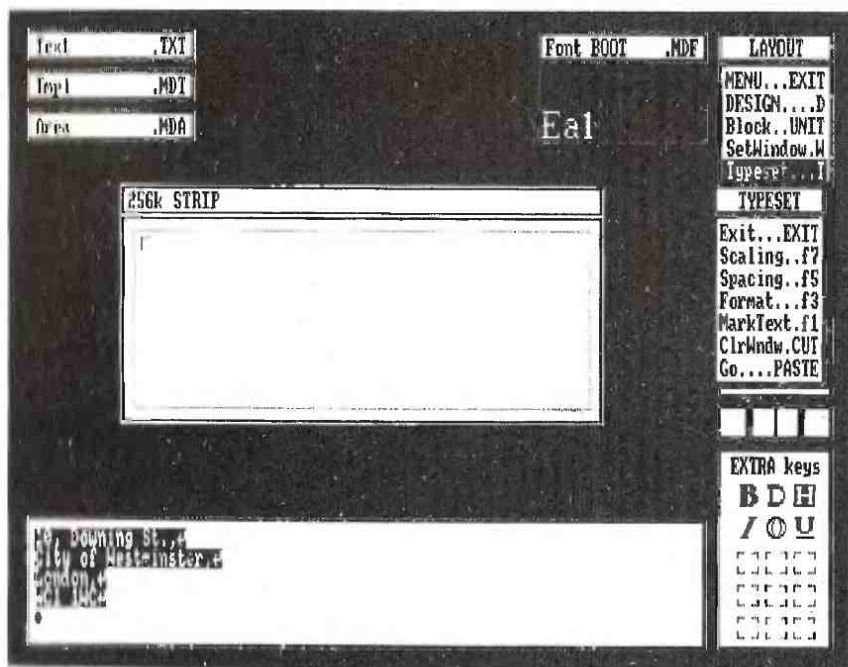 Text .TXT
Tmpl .MDT
Area .MDA
Font BOOT .MDF
Eal
LAYOUT
MENU...EXIT
DESIGN....D
Block..UNIT
SetWindow.W
Typeset...T
TYPESET
Exit...EXIT
Scaling..f7
Spacing..f5
Format...f3
MarkText.f1
ClrWndw.CUT
Go....PASTE
256k STRIP
EXTRA keys
B D H
I O U
Downing St.,
City of Westminster,
London,